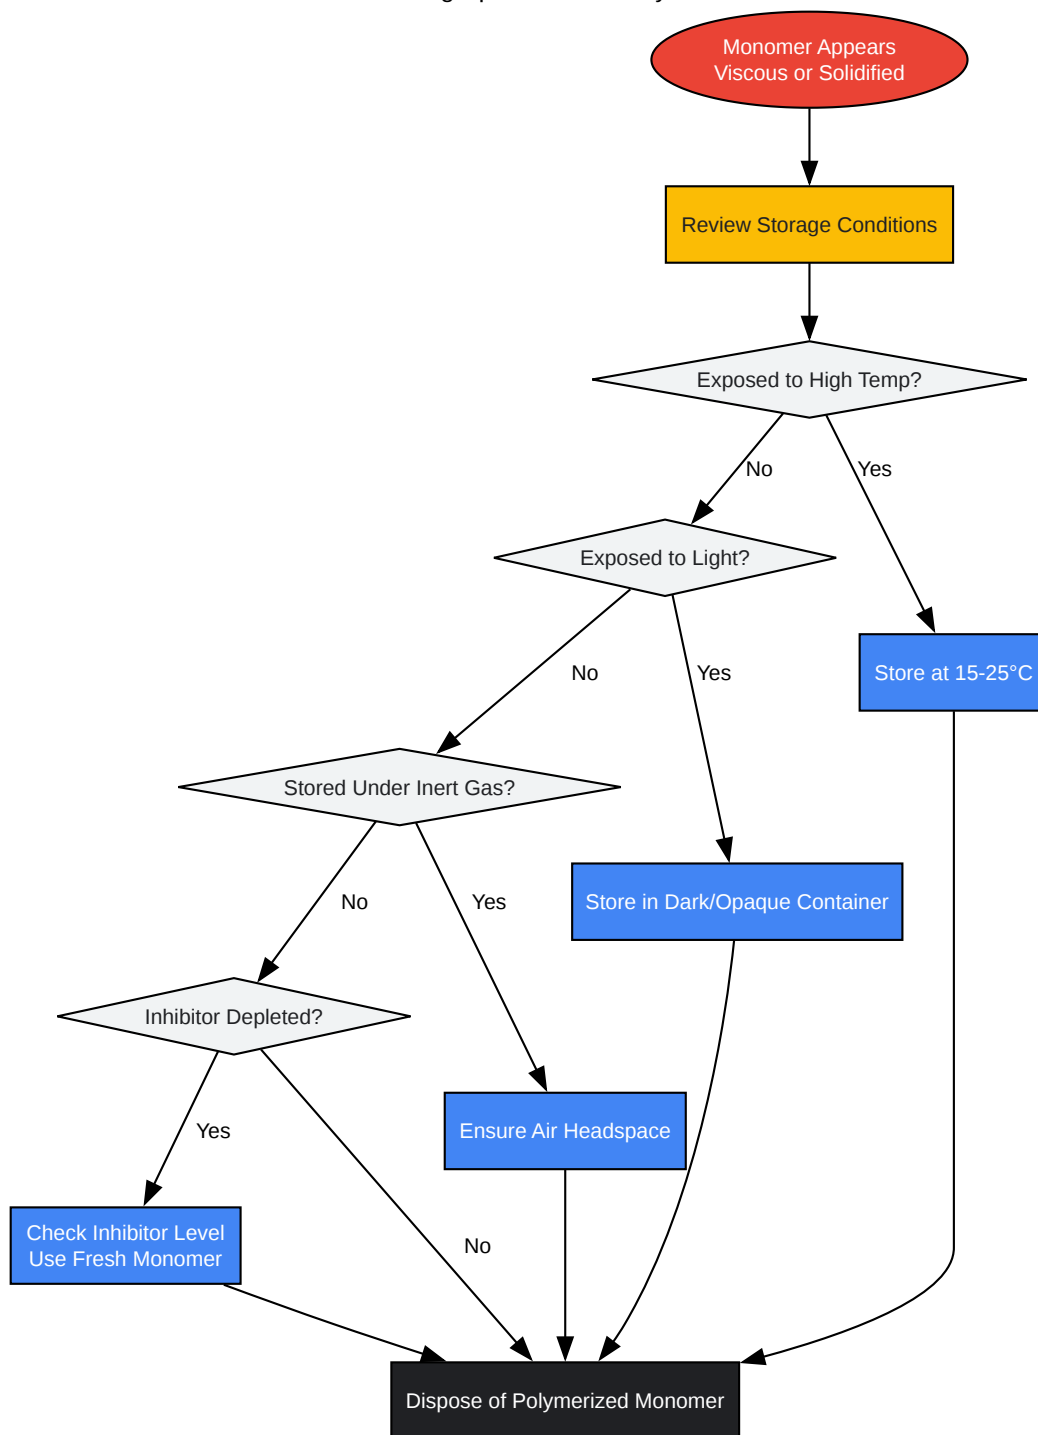 Monomer Appears
Viscous or Solidified
Review Storage Conditions
Exposed to High Temp?
No
Yes
Exposed to Light?
No
Yes
Store at 15-25°C
Stored Under Inert Gas?
No
Yes
Store in Dark/Opaque Container
Inhibitor Depleted?
Yes
Ensure Air Headspace
Check Inhibitor Level
Use Fresh Monomer
No
Dispose of Polymerized Monomer